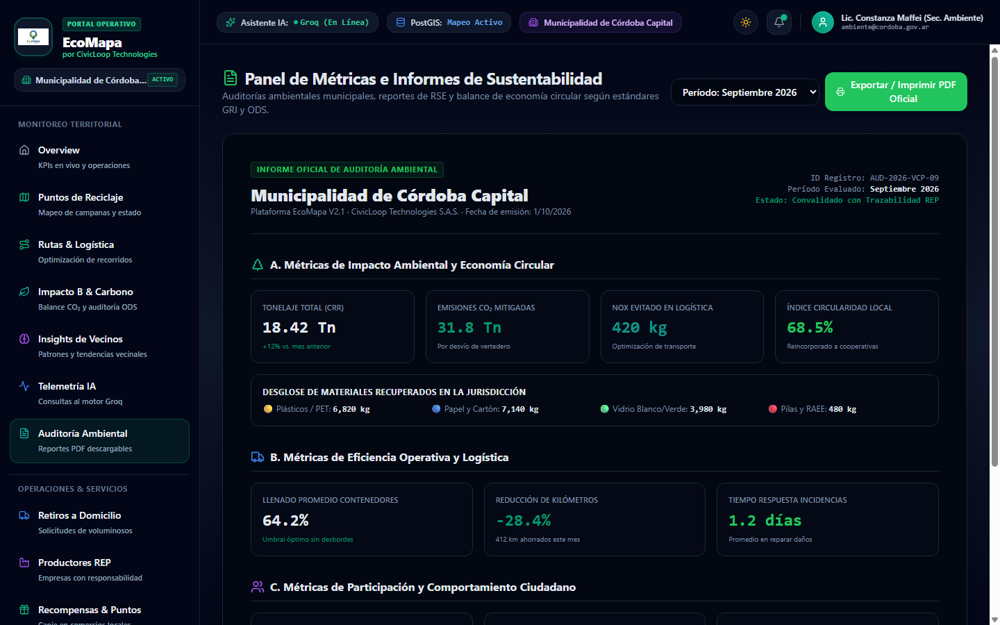 PORTAL OPERATIVO
EcoMapa
por CivicLoop Technologies
Municipalidad de Córdoba...
ACTIVO
MONITOREO TERRITORIAL
Overview
KPIs en vivo y operaciones
Puntos de Reciclaje
Mapeo de campanas y estado
Rutas & Logística
Optimización de recorridos
Impacto B & Carbono
Balance CO₂ y auditoría ODS
Insights de Vecinos
Patrones y tendencias vecinales
Telemetría IA
Consultas al motor Groq
Auditoría Ambiental
Reportes PDF descargables
OPERACIONES & SERVICIOS
Retiros a Domicilio
Solicitudes de voluminosos
Productores REP
Empresas con responsabilidad
Recompensas & Puntos
Canje en comercios locales
Asistente IA: Groq (En Línea)
PostGIS: Mapeo Activo
Municipalidad de Córdoba Capital
Lic. Constanza Maffei (Sec. Ambiente)
ambiente@cordoba.gov.ar
Panel de Métricas e Informes de Sustentabilidad
Auditorías ambientales municipales, reportes de RSE y balance de economía circular según estándares
GRI y ODS.
Período: Septiembre 2026
Exportar / Imprimir PDF
Oficial
INFORME OFICIAL DE AUDITORÍA AMBIENTAL
Municipalidad de Córdoba Capital
Plataforma EcoMapa V2.1 · CivicLoop Technologies S.A.S. · Fecha de emisión: 1/10/2026
ID Registro: AUD-2026-VCP-09
Período Evaluado: Septiembre 2026
Estado: Convalidado con Trazabilidad REP
A. Métricas de Impacto Ambiental y Economía Circular
TONELAJE TOTAL (CRR)
18.42 Tn
+12% vs. mes anterior
EMISIONES CO₂ MITIGADAS
31.8 Tn
Por desvío de vertedero
NOX EVITADO EN LOGÍSTICA
420 kg
Optimización de transporte
ÍNDICE CIRCULARIDAD LOCAL
68.5%
Reincorporado a cooperativas
DESGLOSE DE MATERIALES RECUPERADOS EN LA JURISDICCIÓN
Plásticos / PET: 6,820 kg
Papel y Cartón: 7,140 kg
Vidrio Blanco/Verde: 3,980 kg
Pilas y RAEE: 480 kg
B. Métricas de Eficiencia Operativa y Logística
LLENADO PROMEDIO CONTENEDORES
64.2%
Umbral óptimo sin desbordes
REDUCCIÓN DE KILÓMETROS
-28.4%
412 km ahorrados este mes
TIEMPO RESPUESTA INCIDENCIAS
1.2 días
Promedio en reparar daños
C. Métricas de Participación y Comportamiento Ciudadano